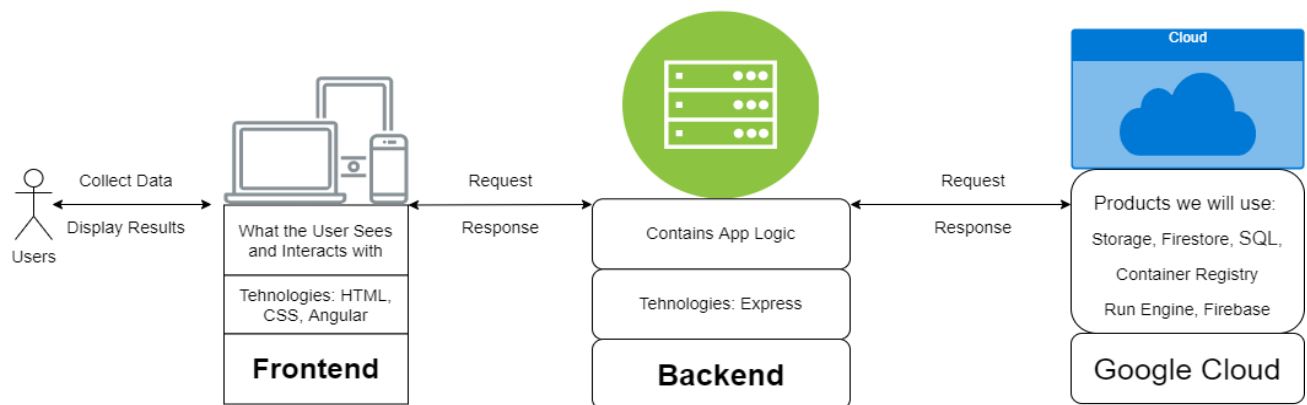 Cloud
Collect Data
Display Results
Users
What the User Sees
and Interacts with
Tehnologies: HTML,
CSS, Angular
Frontend
Request
Response
Contains App Logic
Tehnologies: Express
Backend
Request
Response
Products we will use:
Storage, Firestore, SQL,
Container Registry
Run Engine, Firebase
Google Cloud